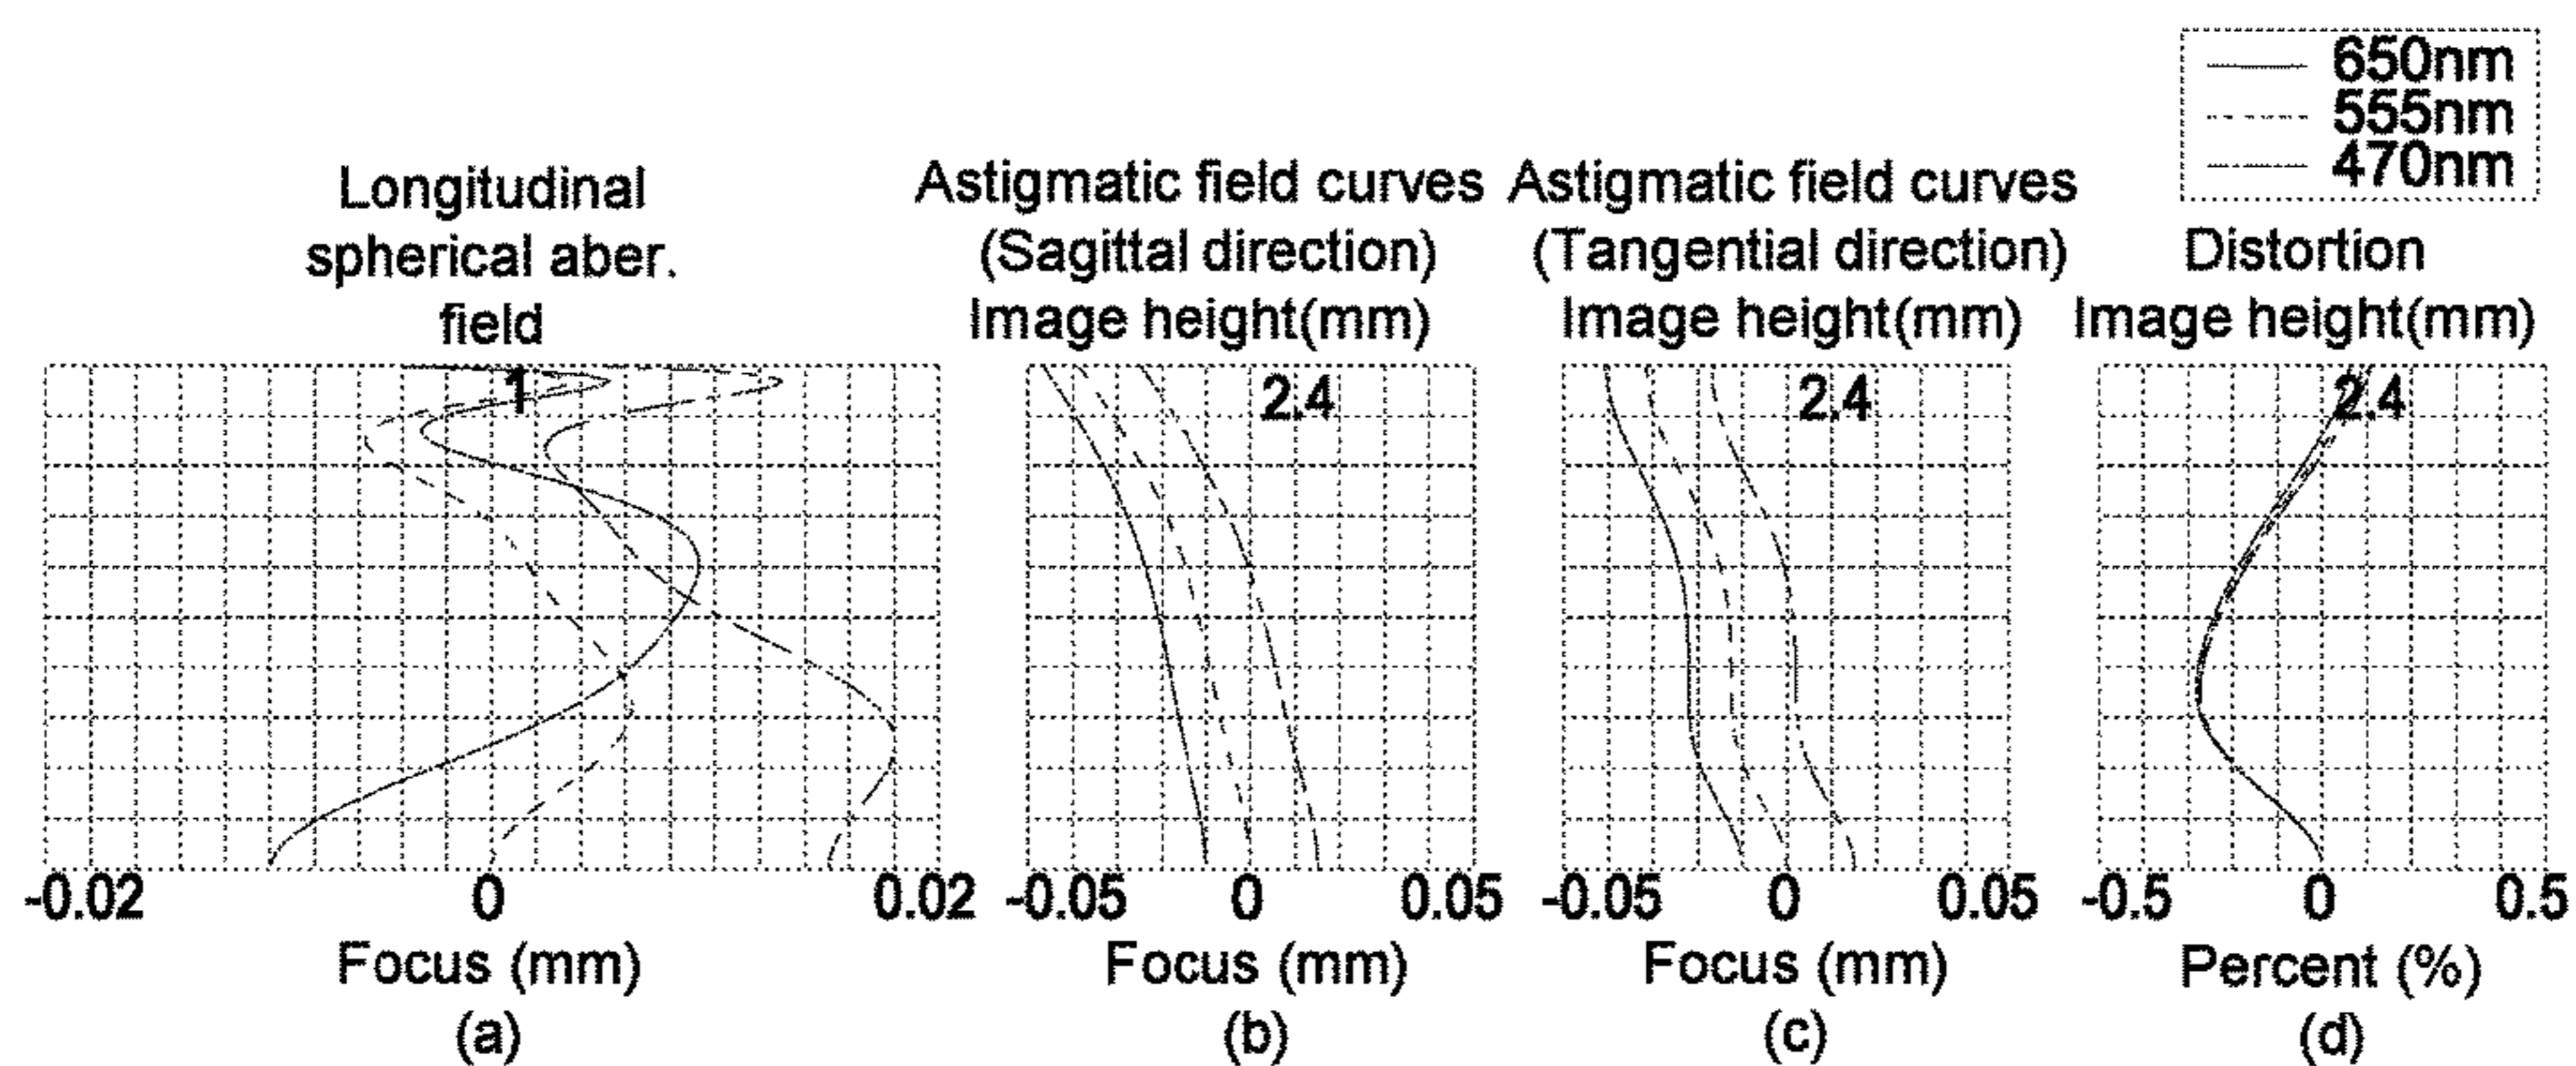 650nm
555nm
470nm
Longitudinal
spherical aber.
field
Astigmatic field curves
(Sagittal direction)
Image height(mm)
Astigmatic field curves
(Tangential direction)
Image height(mm)
Distortion
Image height(mm)
1
2.4
2.4
2.4
-0.02
0
0.02
-0.05
0
0.05
-0.05
0
0.05
-0.5
0
0.5
Focus (mm)
Focus (mm)
Focus (mm)
Percent (%)
(a)
(b)
(c)
(d)